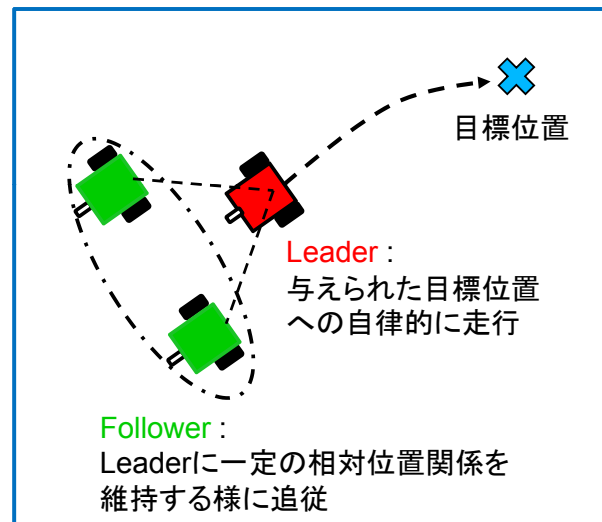 目標位置
Leader :
与えられた目標位置
への自律的に走行
Follower :
Leaderに一定の相対位置関係を
維持する様に追従